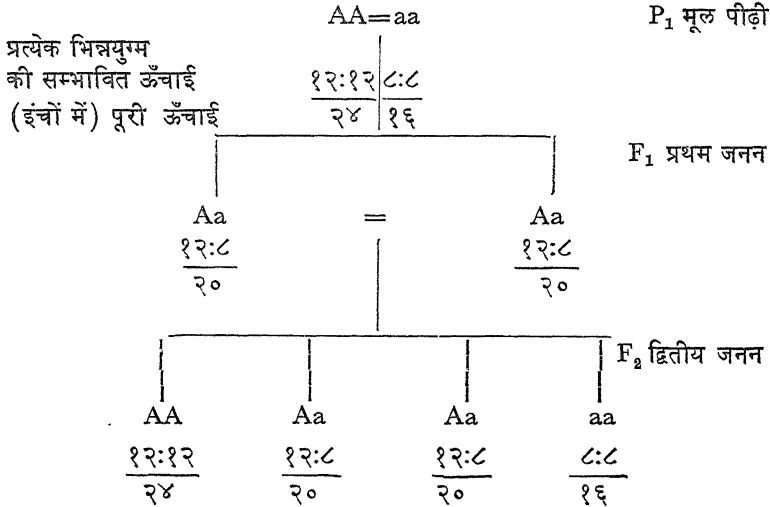 AA=aa
P₁ मूल पीढ़ी
प्रत्येक भिन्नयुग्म
की सम्भावित ऊँचाई
(इंचों में) पूरी ऊँचाई
१२:१२ ८:८
२४ १६
F₁ प्रथम जनन
Aa = Aa
१२:८ १२:८
२० २०
F₂ द्वितीय जनन
AA Aa Aa aa
१२:१२ १२:८ १२:८ ८:८
२४ २० २० १६